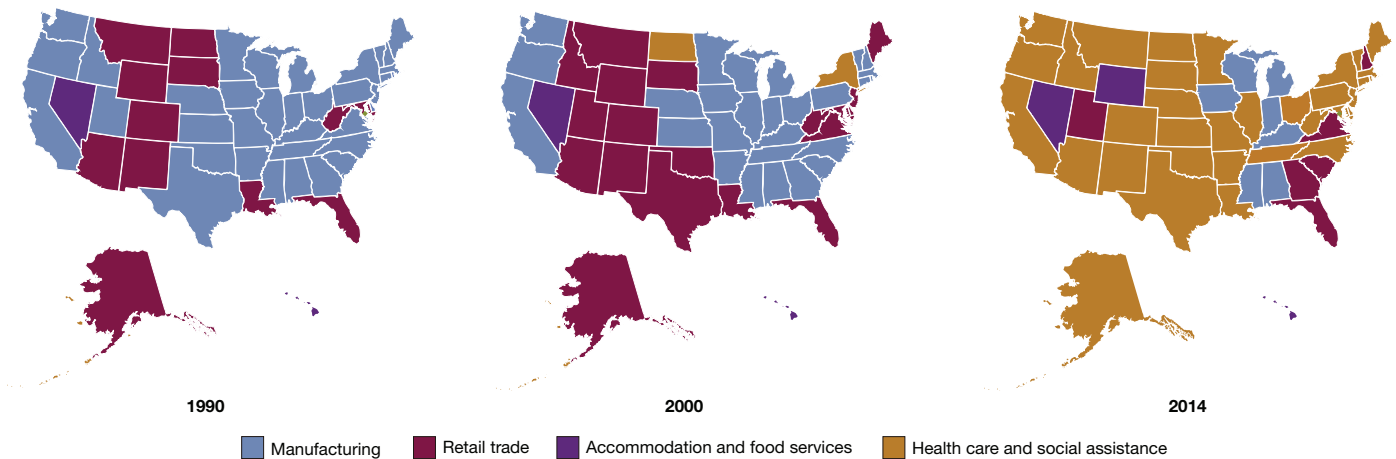 1990
2000
2014
Manufacturing
Retail trade
Accommodation and food services
Health care and social assistance